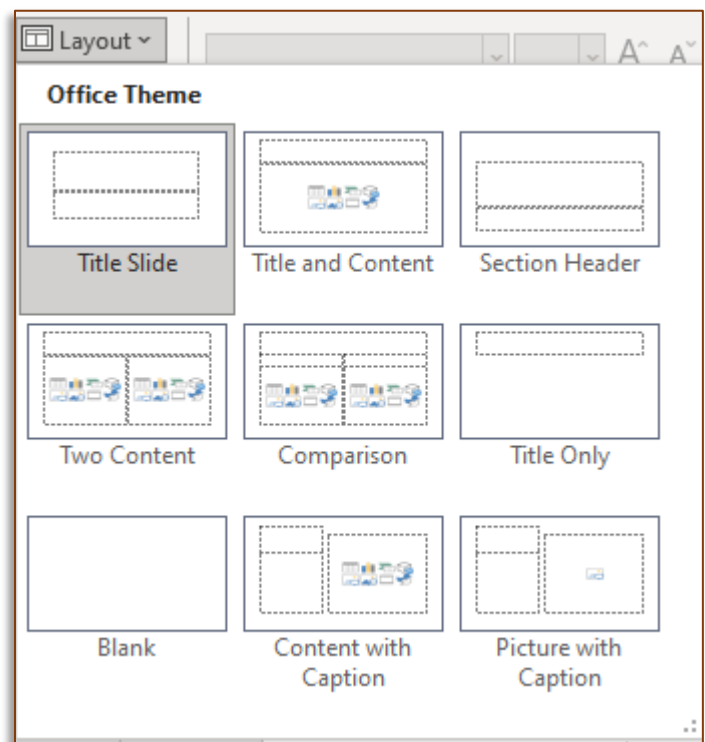 Layout
A A
Office Theme
Title Slide
Title and Content
Section Header
Two Content
Comparison
Title Only
Blank
Content with
Caption
Picture with
Caption